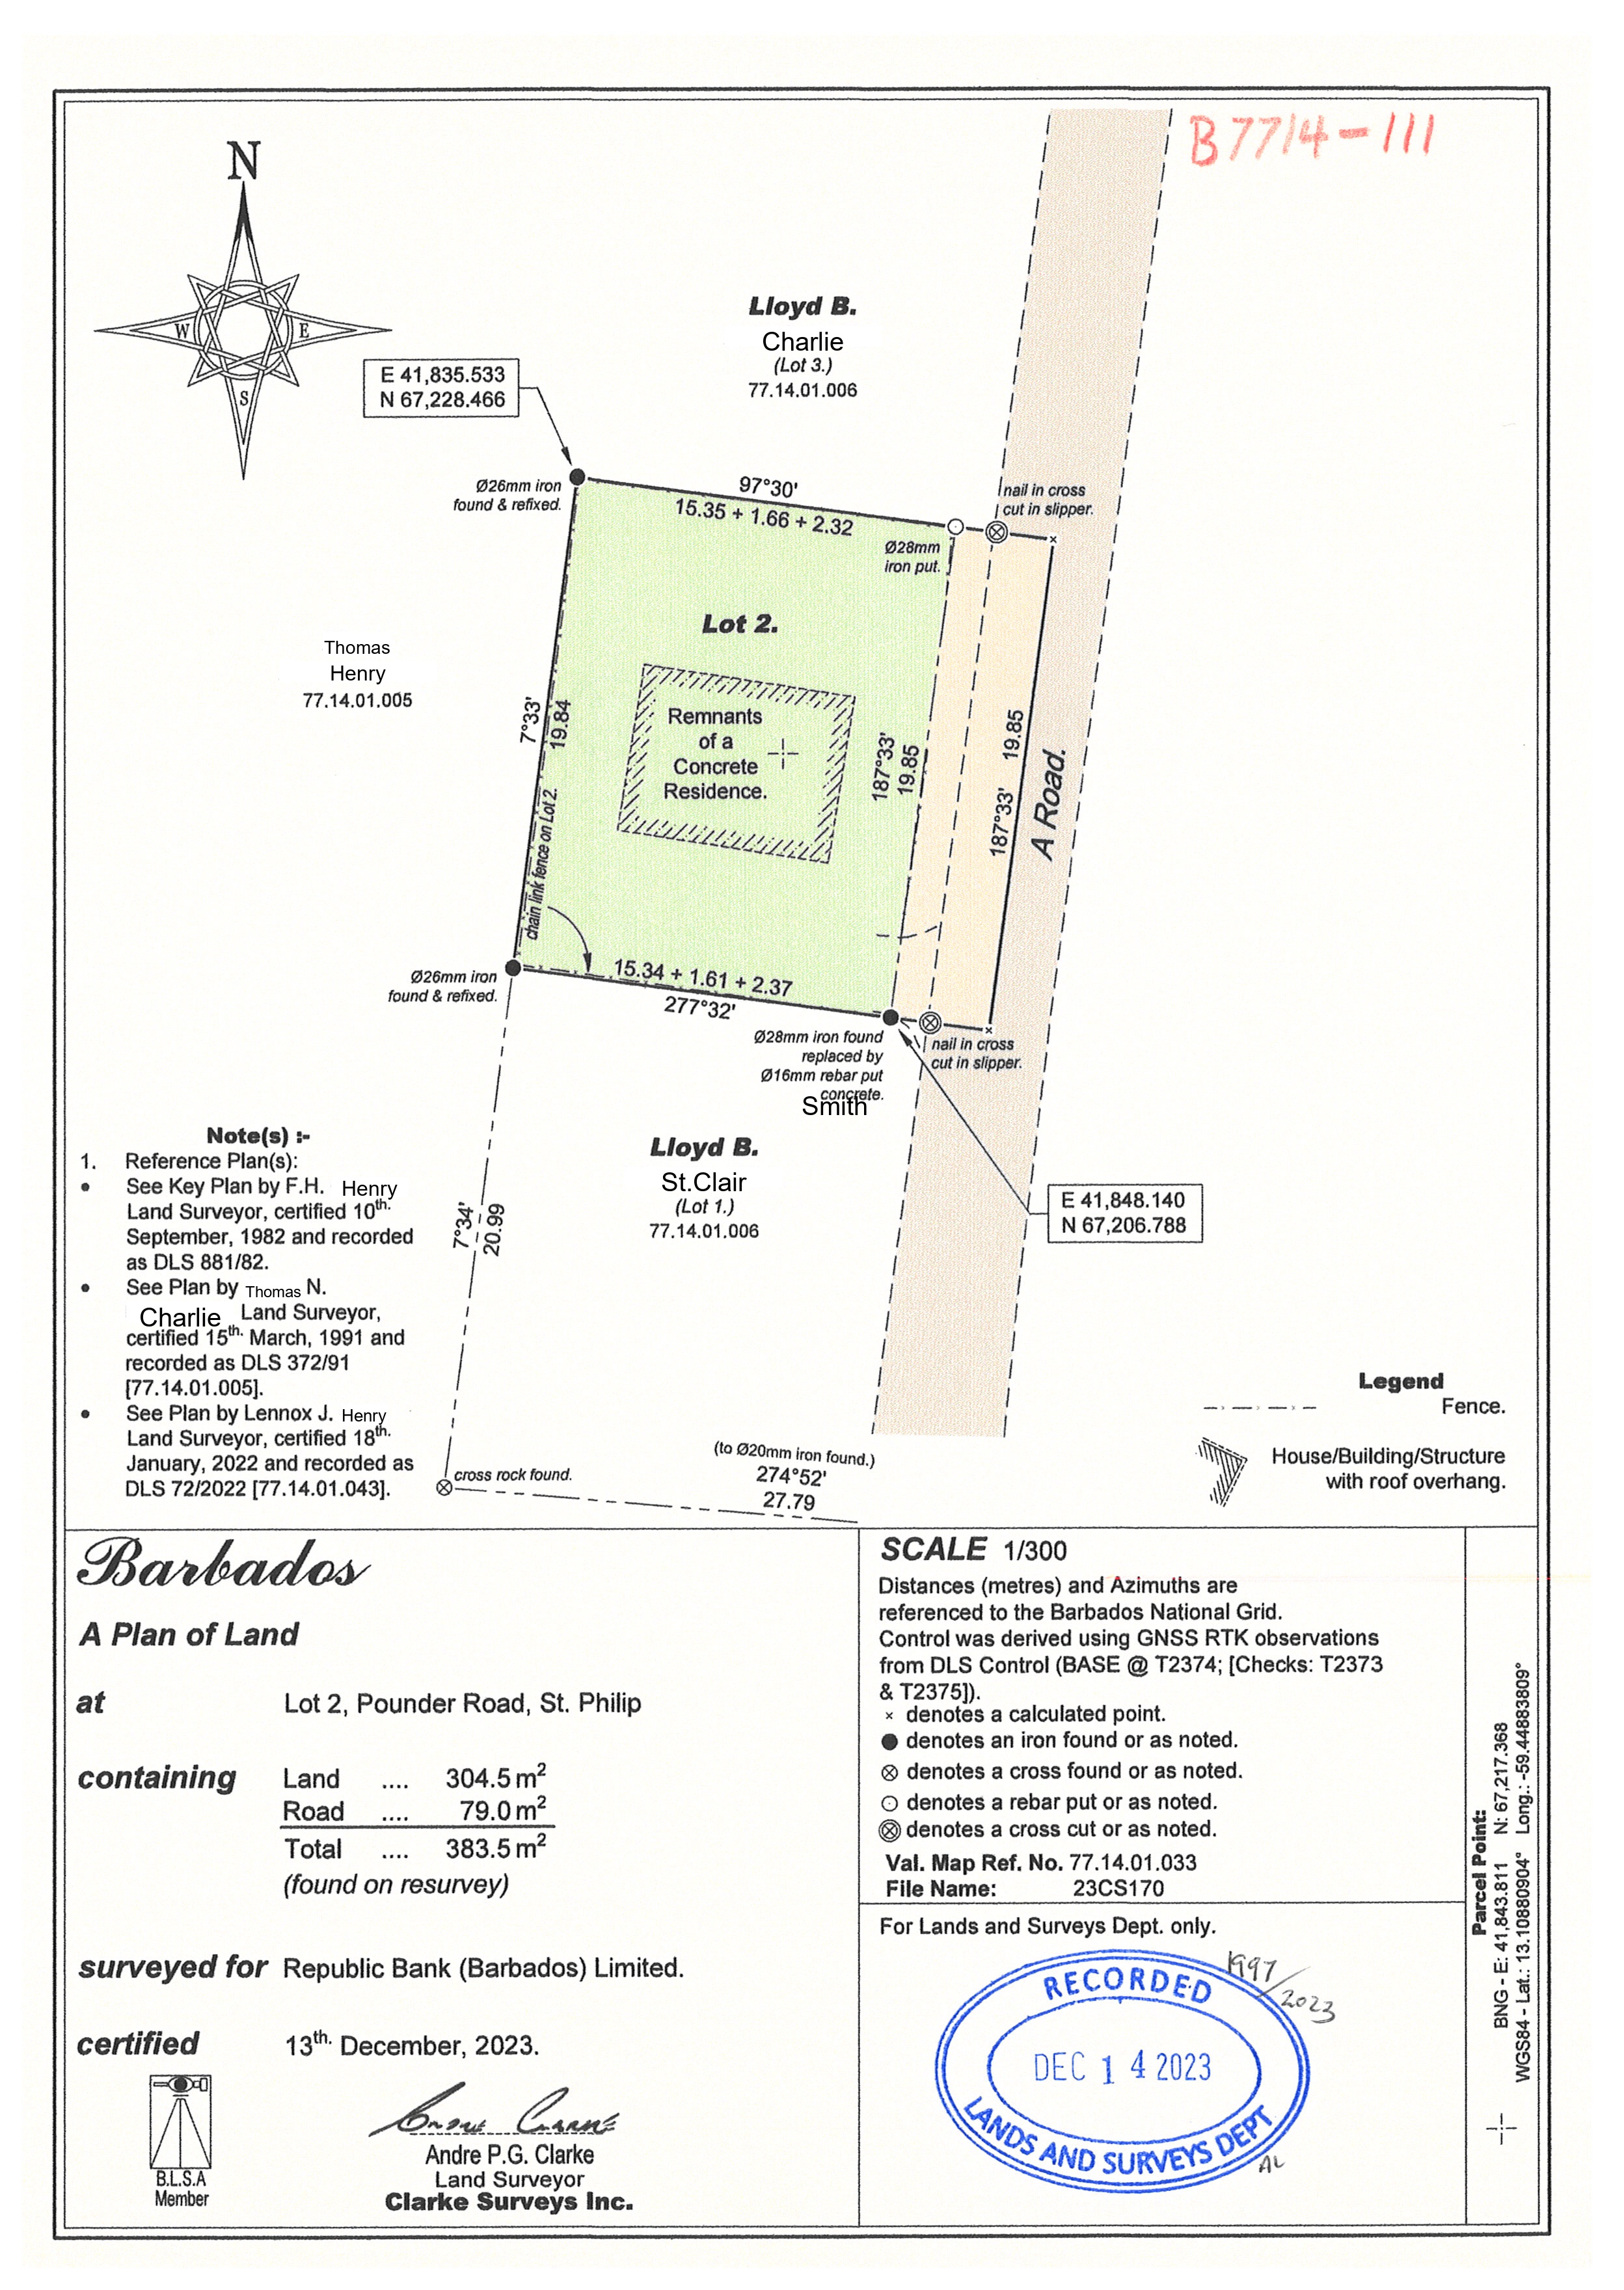 B7714-111
N
W
E
S
Lloyd B.
Charlie
(Lot 3.)
77.14.01.006
E 41,835.533
N 67,228.466
Ø26mm iron
found & refixed.
97°30'
15.35 + 1.66 + 2.32
nail in cross
cut in slipper.
Ø28mm
iron put.
Lot 2.
Thomas
Henry
77.14.01.005
7°33'
19.84
Remnants
of a
Concrete
Residence.
187°33'
19.85
187°33' 19.85
A Road.
chain link fence on Lot 2.
Ø26mm iron
found & refixed.
15.34 + 1.61 + 2.37
277°32'
Ø28mm iron found
replaced by
Ø16mm rebar put
concrete.
Smith
nail in cross
cut in slipper.
Lloyd B.
St.Clair
(Lot 1.)
77.14.01.006
E 41,848.140
N 67,206.788
7°34'
20.99
Note(s) :-
1. Reference Plan(s):
• See Key Plan by F.H. Henry
Land Surveyor, certified 10th.
September, 1982 and recorded
as DLS 881/82.
• See Plan by Thomas N.
Charlie Land Surveyor,
certified 15th. March, 1991 and
recorded as DLS 372/91
[77.14.01.005].
• See Plan by Lennox J. Henry
Land Surveyor, certified 18th.
January, 2022 and recorded as
DLS 72/2022 [77.14.01.043].
cross rock found.
(to Ø20mm iron found.)
274°52'
27.79
Legend
Fence.
House/Building/Structure
with roof overhang.
Barbados
A Plan of Land
at Lot 2, Pounder Road, St. Philip
containing Land .... 304.5 m2
Road .... 79.0 m2
Total .... 383.5 m2
(found on resurvey)
surveyed for Republic Bank (Barbados) Limited.
certified 13th. December, 2023.
B.L.S.A
Member
Andre P.G. Clarke
Land Surveyor
Clarke Surveys Inc.
SCALE 1/300
Distances (metres) and Azimuths are
referenced to the Barbados National Grid.
Control was derived using GNSS RTK observations
from DLS Control (BASE @ T2374; [Checks: T2373
& T2375]).
× denotes a calculated point.
● denotes an iron found or as noted.
⊗ denotes a cross found or as noted.
○ denotes a rebar put or as noted.
denotes a cross cut or as noted.
Val. Map Ref. No. 77.14.01.033
File Name: 23CS170
For Lands and Surveys Dept. only.
1997/2023
RECORDED
DEC 14 2023
LANDS AND SURVEYS DEPT
AL
Parcel Point:
BNG - E: 41,843.811 N: 67,217.368
WGS84 - Lat.: 13.10880904° Long.: -59.44883809°